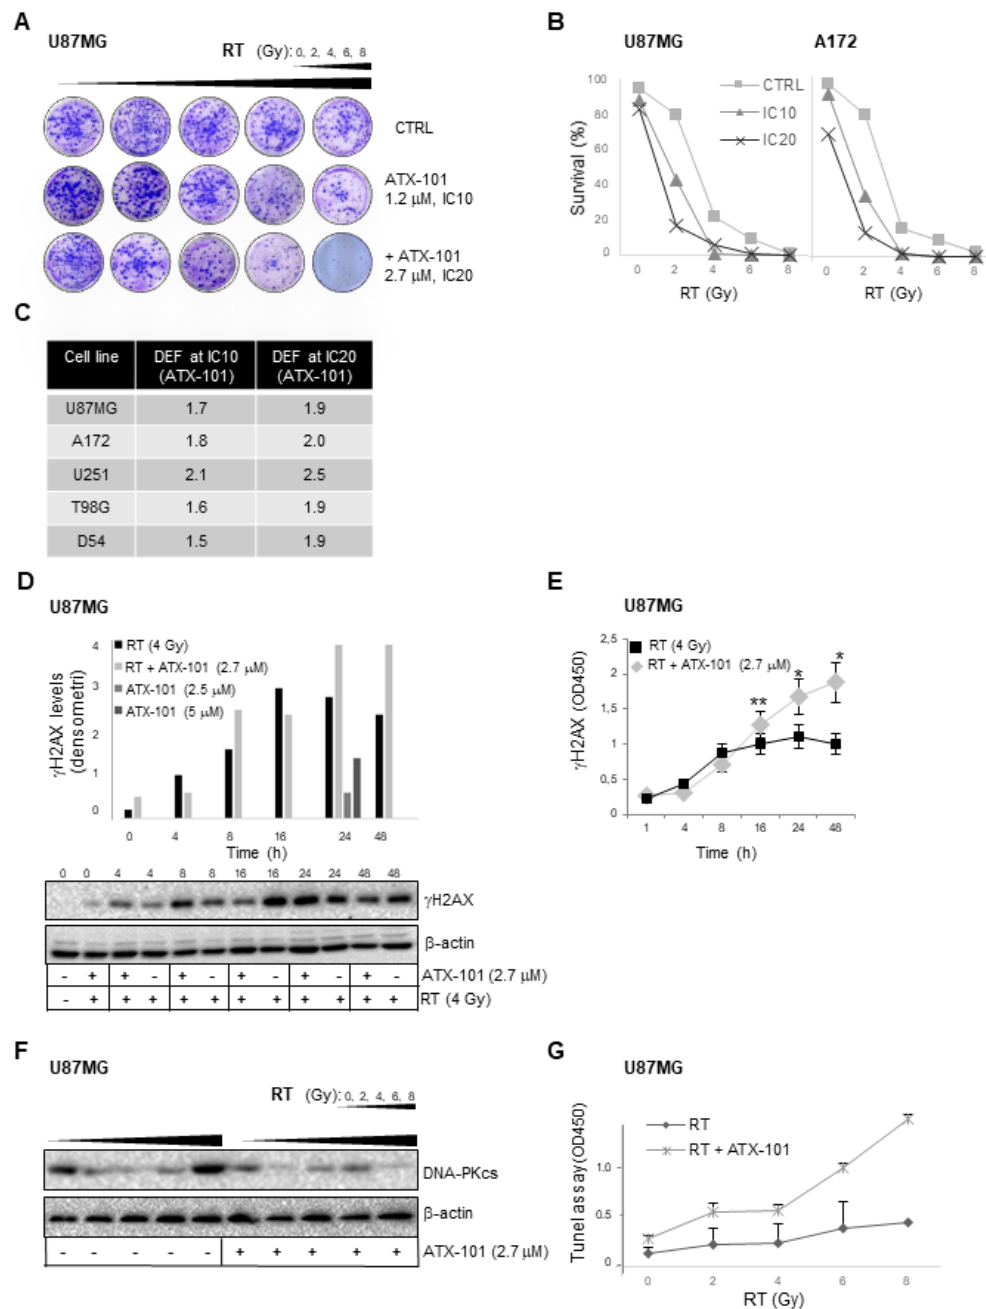 A
U87MG
RT (Gy): 0, 2, 4, 6, 8
CTRL
ATX-101
1.2 μM, IC10
+ ATX-101
2.7 μM, IC20
B
U87MG
A172
Survival (%)
100
80
60
40
20
0
CTRL
IC10
IC20
0 2 4 6 8
0 2 4 6 8
RT (Gy)
RT (Gy)
C
Cell line DEF at IC10 (ATX-101) DEF at IC20 (ATX-101)
U87MG 1.7 1.9
A172 1.8 2.0
U251 2.1 2.5
T98G 1.6 1.9
D54 1.5 1.9
D
U87MG
γH2AX levels
(densometri)
4
3
2
1
0
RT (4 Gy)
RT + ATX-101 (2.7 μM)
ATX-101 (2.5 μM)
ATX-101 (5 μM)
0 4 8 16 24 48
Time (h)
0 0 4 4 8 8 16 16 24 24 48 48
γH2AX
β-actin
- + + - + - + - + - + - ATX-101 (2.7 μM)
- + + + + + + + + + + + RT (4 Gy)
E
U87MG
γH2AX (OD450)
2,5
2
1,5
1
0,5
0
RT (4 Gy)
RT + ATX-101 (2.7 μM)
** * *
1 4 8 16 24 48
Time (h)
F
U87MG
RT (Gy): 0, 2, 4, 6, 8
DNA-PKcs
β-actin
- - - - - + + + + + ATX-101 (2.7 μM)
G
U87MG
Tunel assay (OD450)
1.0
0.5
0
RT
RT + ATX-101
0 2 4 6 8
RT (Gy)